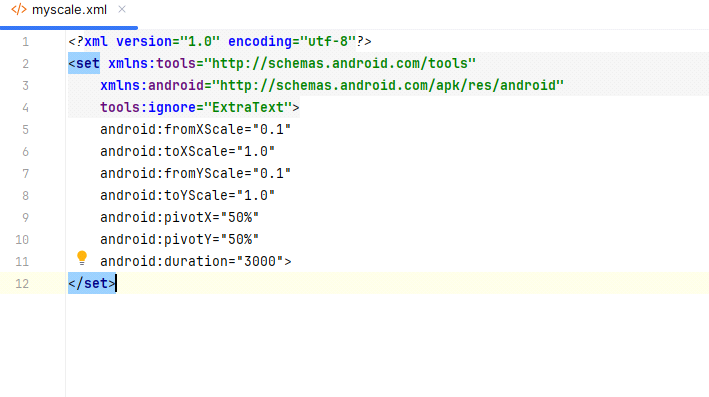 myscale.xml
1 <?xml version="1.0" encoding="utf-8"?>
2 <set xmlns:tools="http://schemas.android.com/tools"
3 xmlns:android="http://schemas.android.com/apk/res/android"
4 tools:ignore="ExtraText">
5 android:fromXScale="0.1"
6 android:toXScale="1.0"
7 android:fromYScale="0.1"
8 android:toYScale="1.0"
9 android:pivotX="50%"
10 android:pivotY="50%"
11 android:duration="3000">
12 </set>